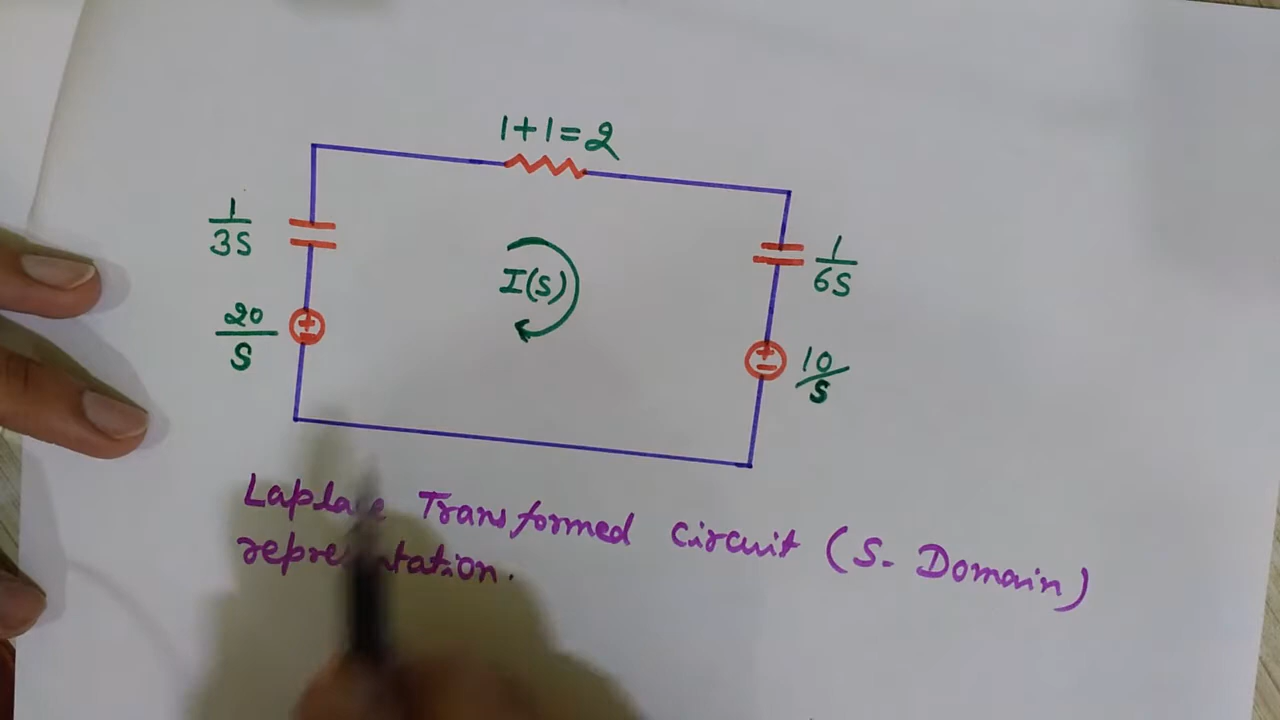 1+1=2
1/3S
1/6S
I(S)
20/S
10/S
+
-
+
-
Laplace Transformed Circuit (S. Domain)
representation.